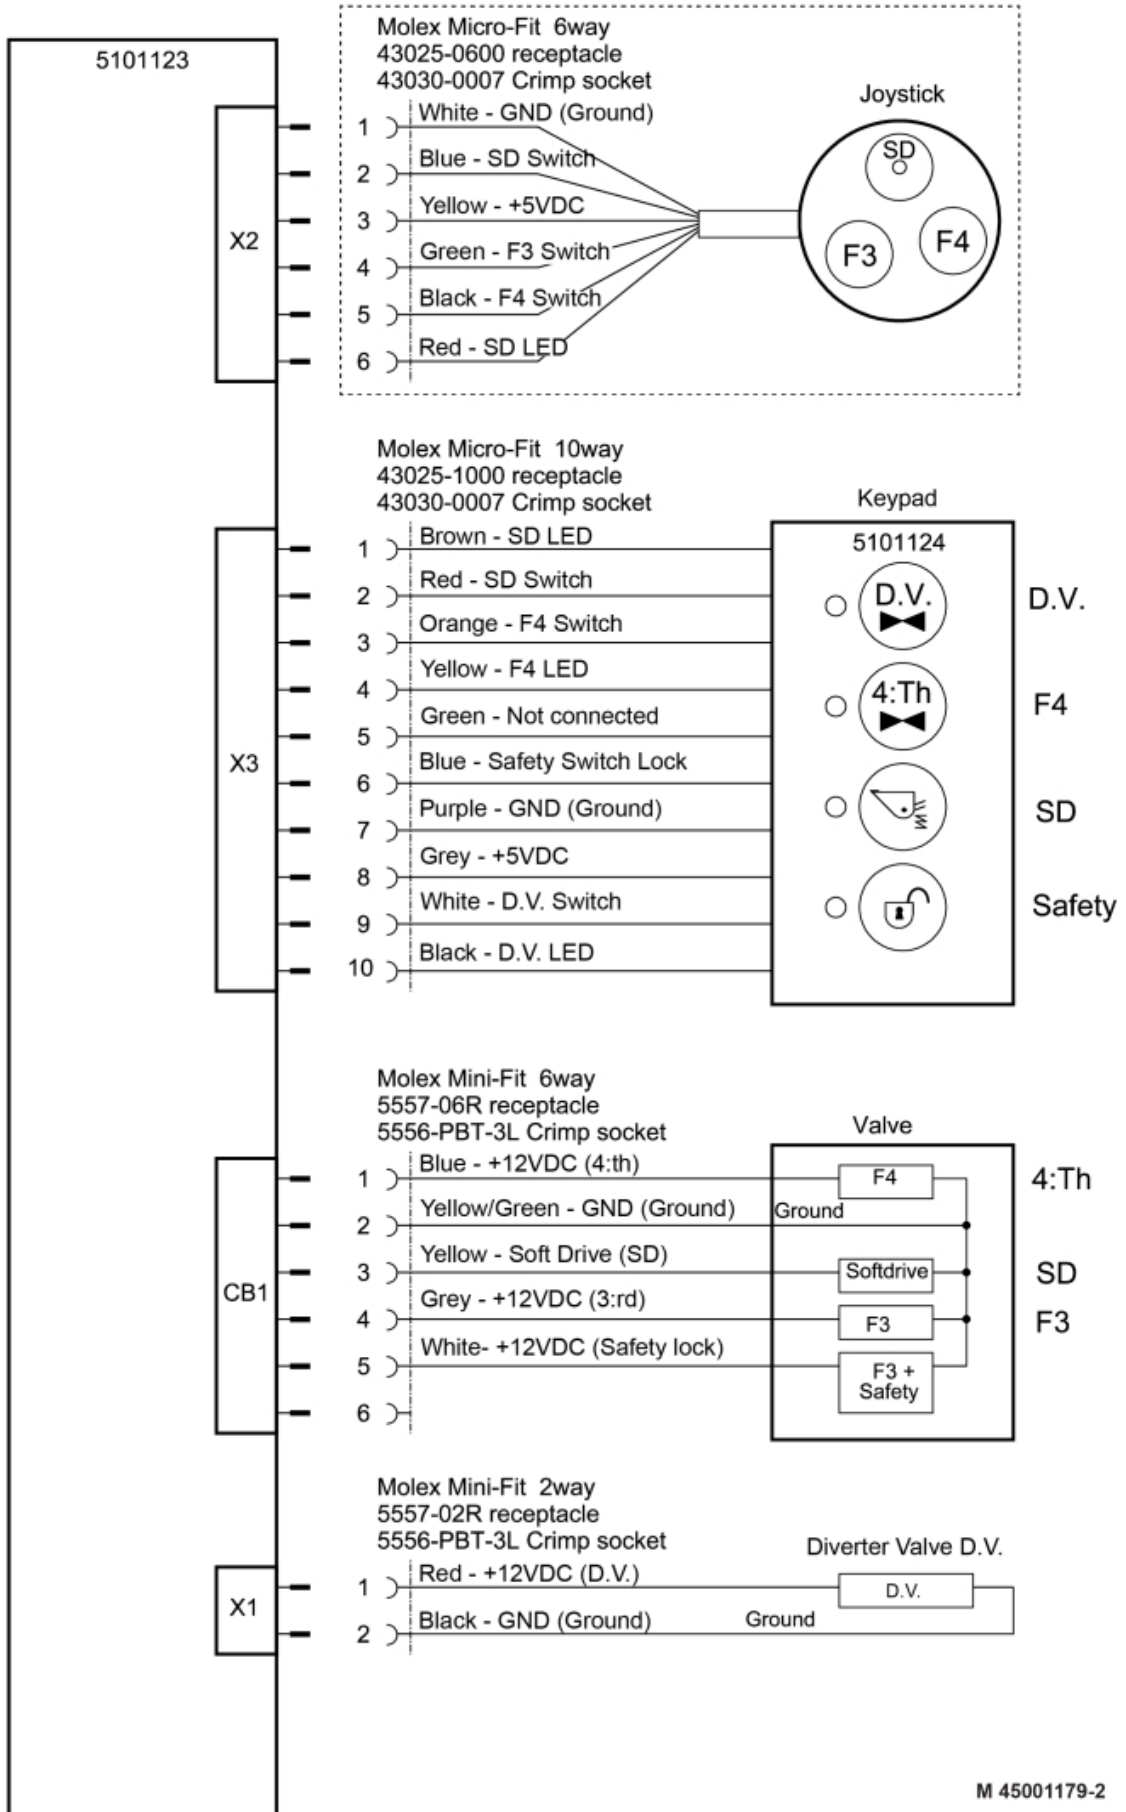 5101123
Molex Micro-Fit 6way
43025-0600 receptacle
43030-0007 Crimp socket
Joystick
X2
1 White - GND (Ground)
2 Blue - SD Switch
3 Yellow - +5VDC
4 Green - F3 Switch
5 Black - F4 Switch
6 Red - SD LED
SD
F3
F4
Molex Micro-Fit 10way
43025-1000 receptacle
43030-0007 Crimp socket
Keypad
5101124
X3
1 Brown - SD LED
2 Red - SD Switch
3 Orange - F4 Switch
4 Yellow - F4 LED
5 Green - Not connected
6 Blue - Safety Switch Lock
7 Purple - GND (Ground)
8 Grey - +5VDC
9 White - D.V. Switch
10 Black - D.V. LED
D.V. D.V.
4:Th F4
SD
Safety
Molex Mini-Fit 6way
5557-06R receptacle
5556-PBT-3L Crimp socket
Valve
CB1
1 Blue - +12VDC (4:th)
2 Yellow/Green - GND (Ground)
3 Yellow - Soft Drive (SD)
4 Grey - +12VDC (3:rd)
5 White- +12VDC (Safety lock)
6
F4 4:Th
Ground
Softdrive SD
F3 F3
F3 +
Safety
Molex Mini-Fit 2way
5557-02R receptacle
5556-PBT-3L Crimp socket
Diverter Valve D.V.
X1
1 Red - +12VDC (D.V.)
2 Black - GND (Ground)
D.V.
Ground
M 45001179-2